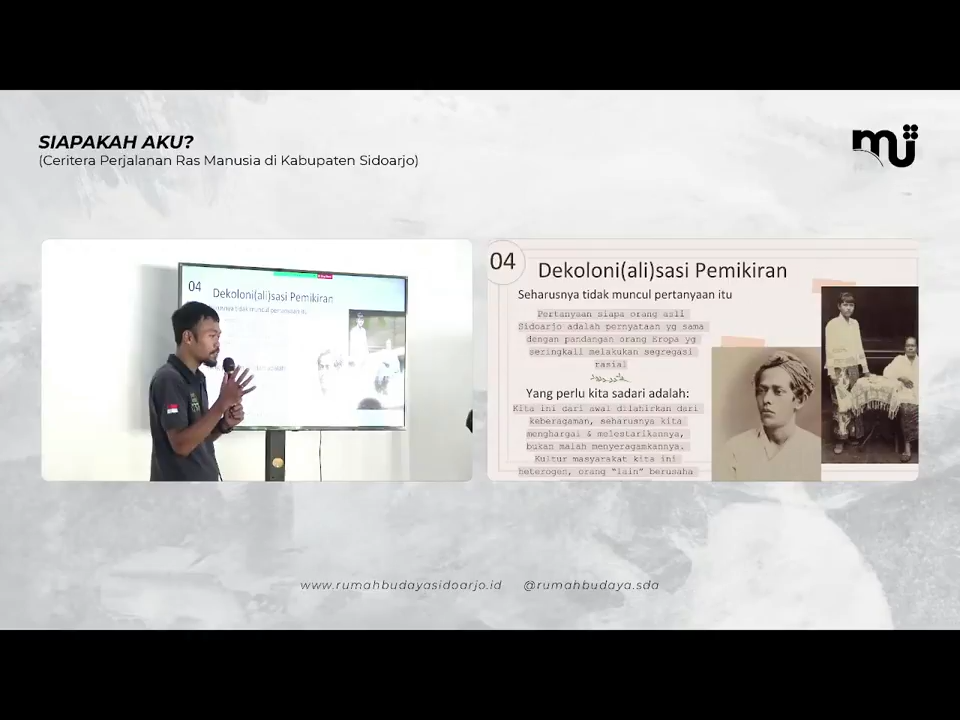 SIAPAKAH AKU?
(Ceritera Perjalanan Ras Manusia di Kabupaten Sidoarjo)
mu
04
Dekoloni(ali)sasi Pemikiran
04
Dekoloni(ali)sasi Pemikiran
Seharusnya tidak muncul pertanyaan itu
Pertanyaan siapa orang asli
Sidoarjo adalah pernyataan yg sama
dengan pandangan orang Eropa yg
seringkali melakukan segregasi
rasial
Yang perlu kita sadari adalah:
Kita ini dari awal dilahirkan dari
keberagaman, seharusnya kita
menghargai & melestarikannya,
bukan malah menyeragamkannya.
Kultur masyarakat kita ini
heterogen, orang "lain" berusaha
www.rumahbudayasidoarjo.id
@rumahbudaya.sda